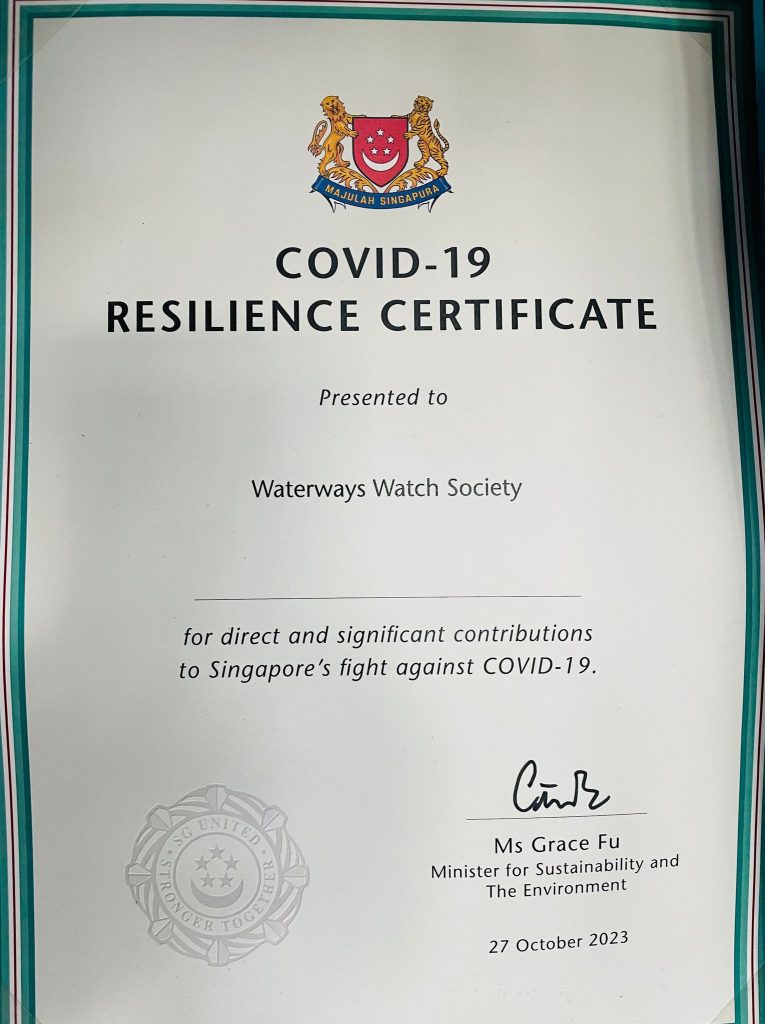 MAJULAH SINGAPURA
COVID-19
RESILIENCE CERTIFICATE
Presented to
Waterways Watch Society
for direct and significant contributions
to Singapore's fight against COVID-19.
Ms Grace Fu
Minister for Sustainability and
The Environment
27 October 2023
SG UNITED
STRONGER TOGETHER